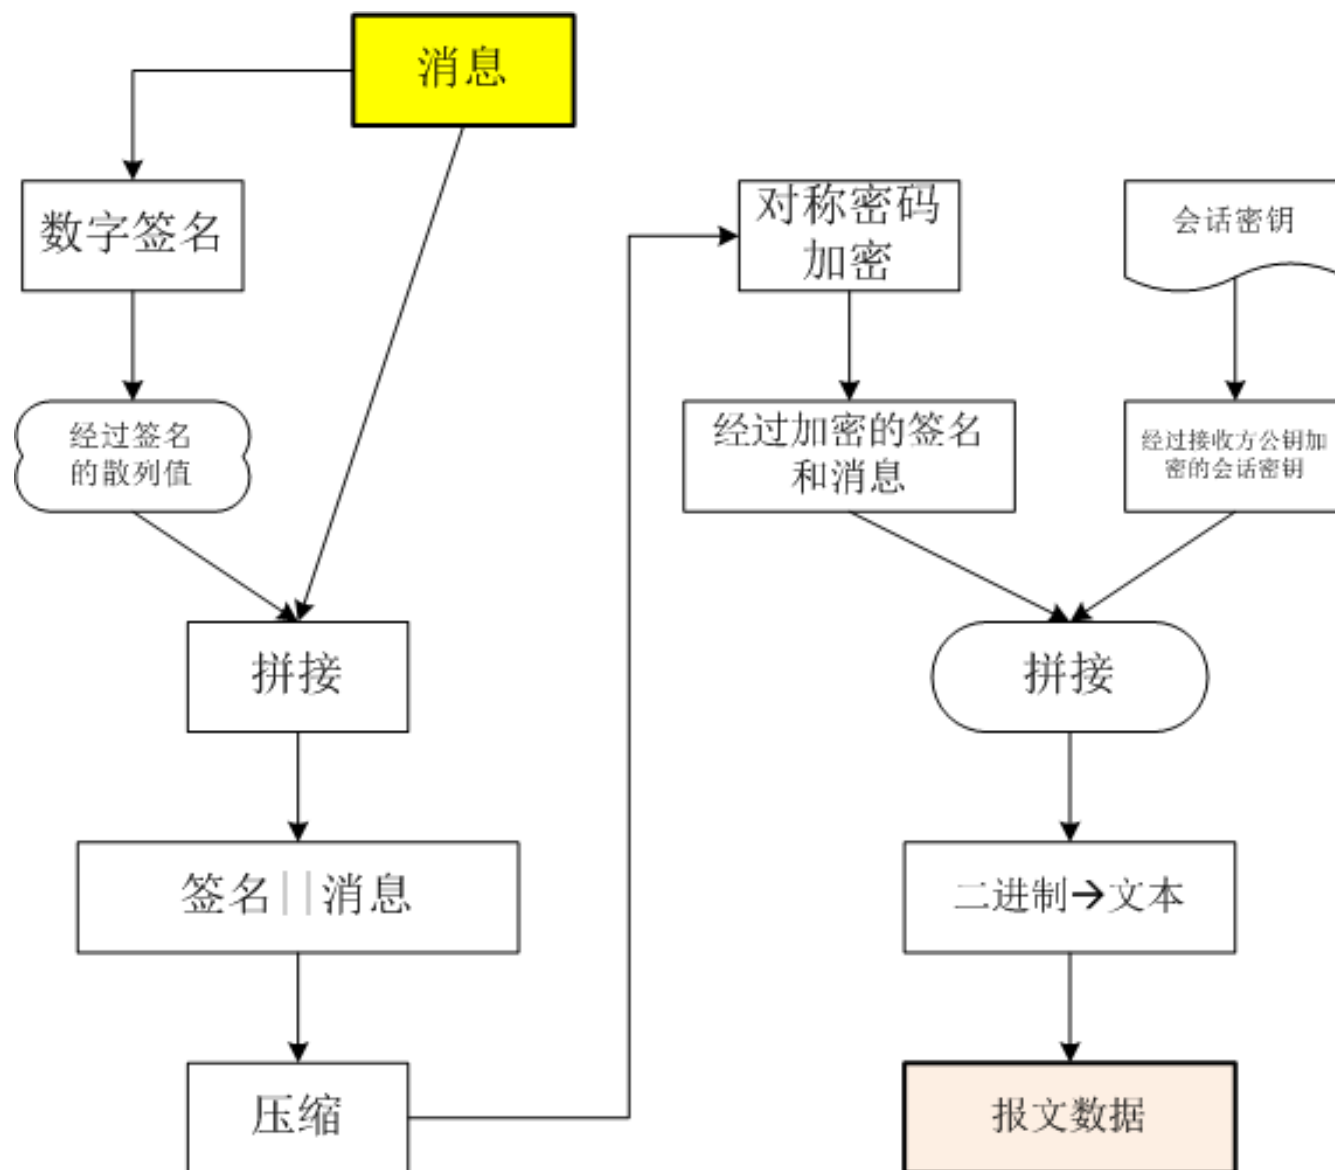 消息
数字签名
对称密码
加密
会话密钥
经过签名
的散列值
经过加密的签名
和消息
经过接收方公钥加
密的会话密钥
拼接
拼接
签名||消息
二进制→文本
压缩
报文数据